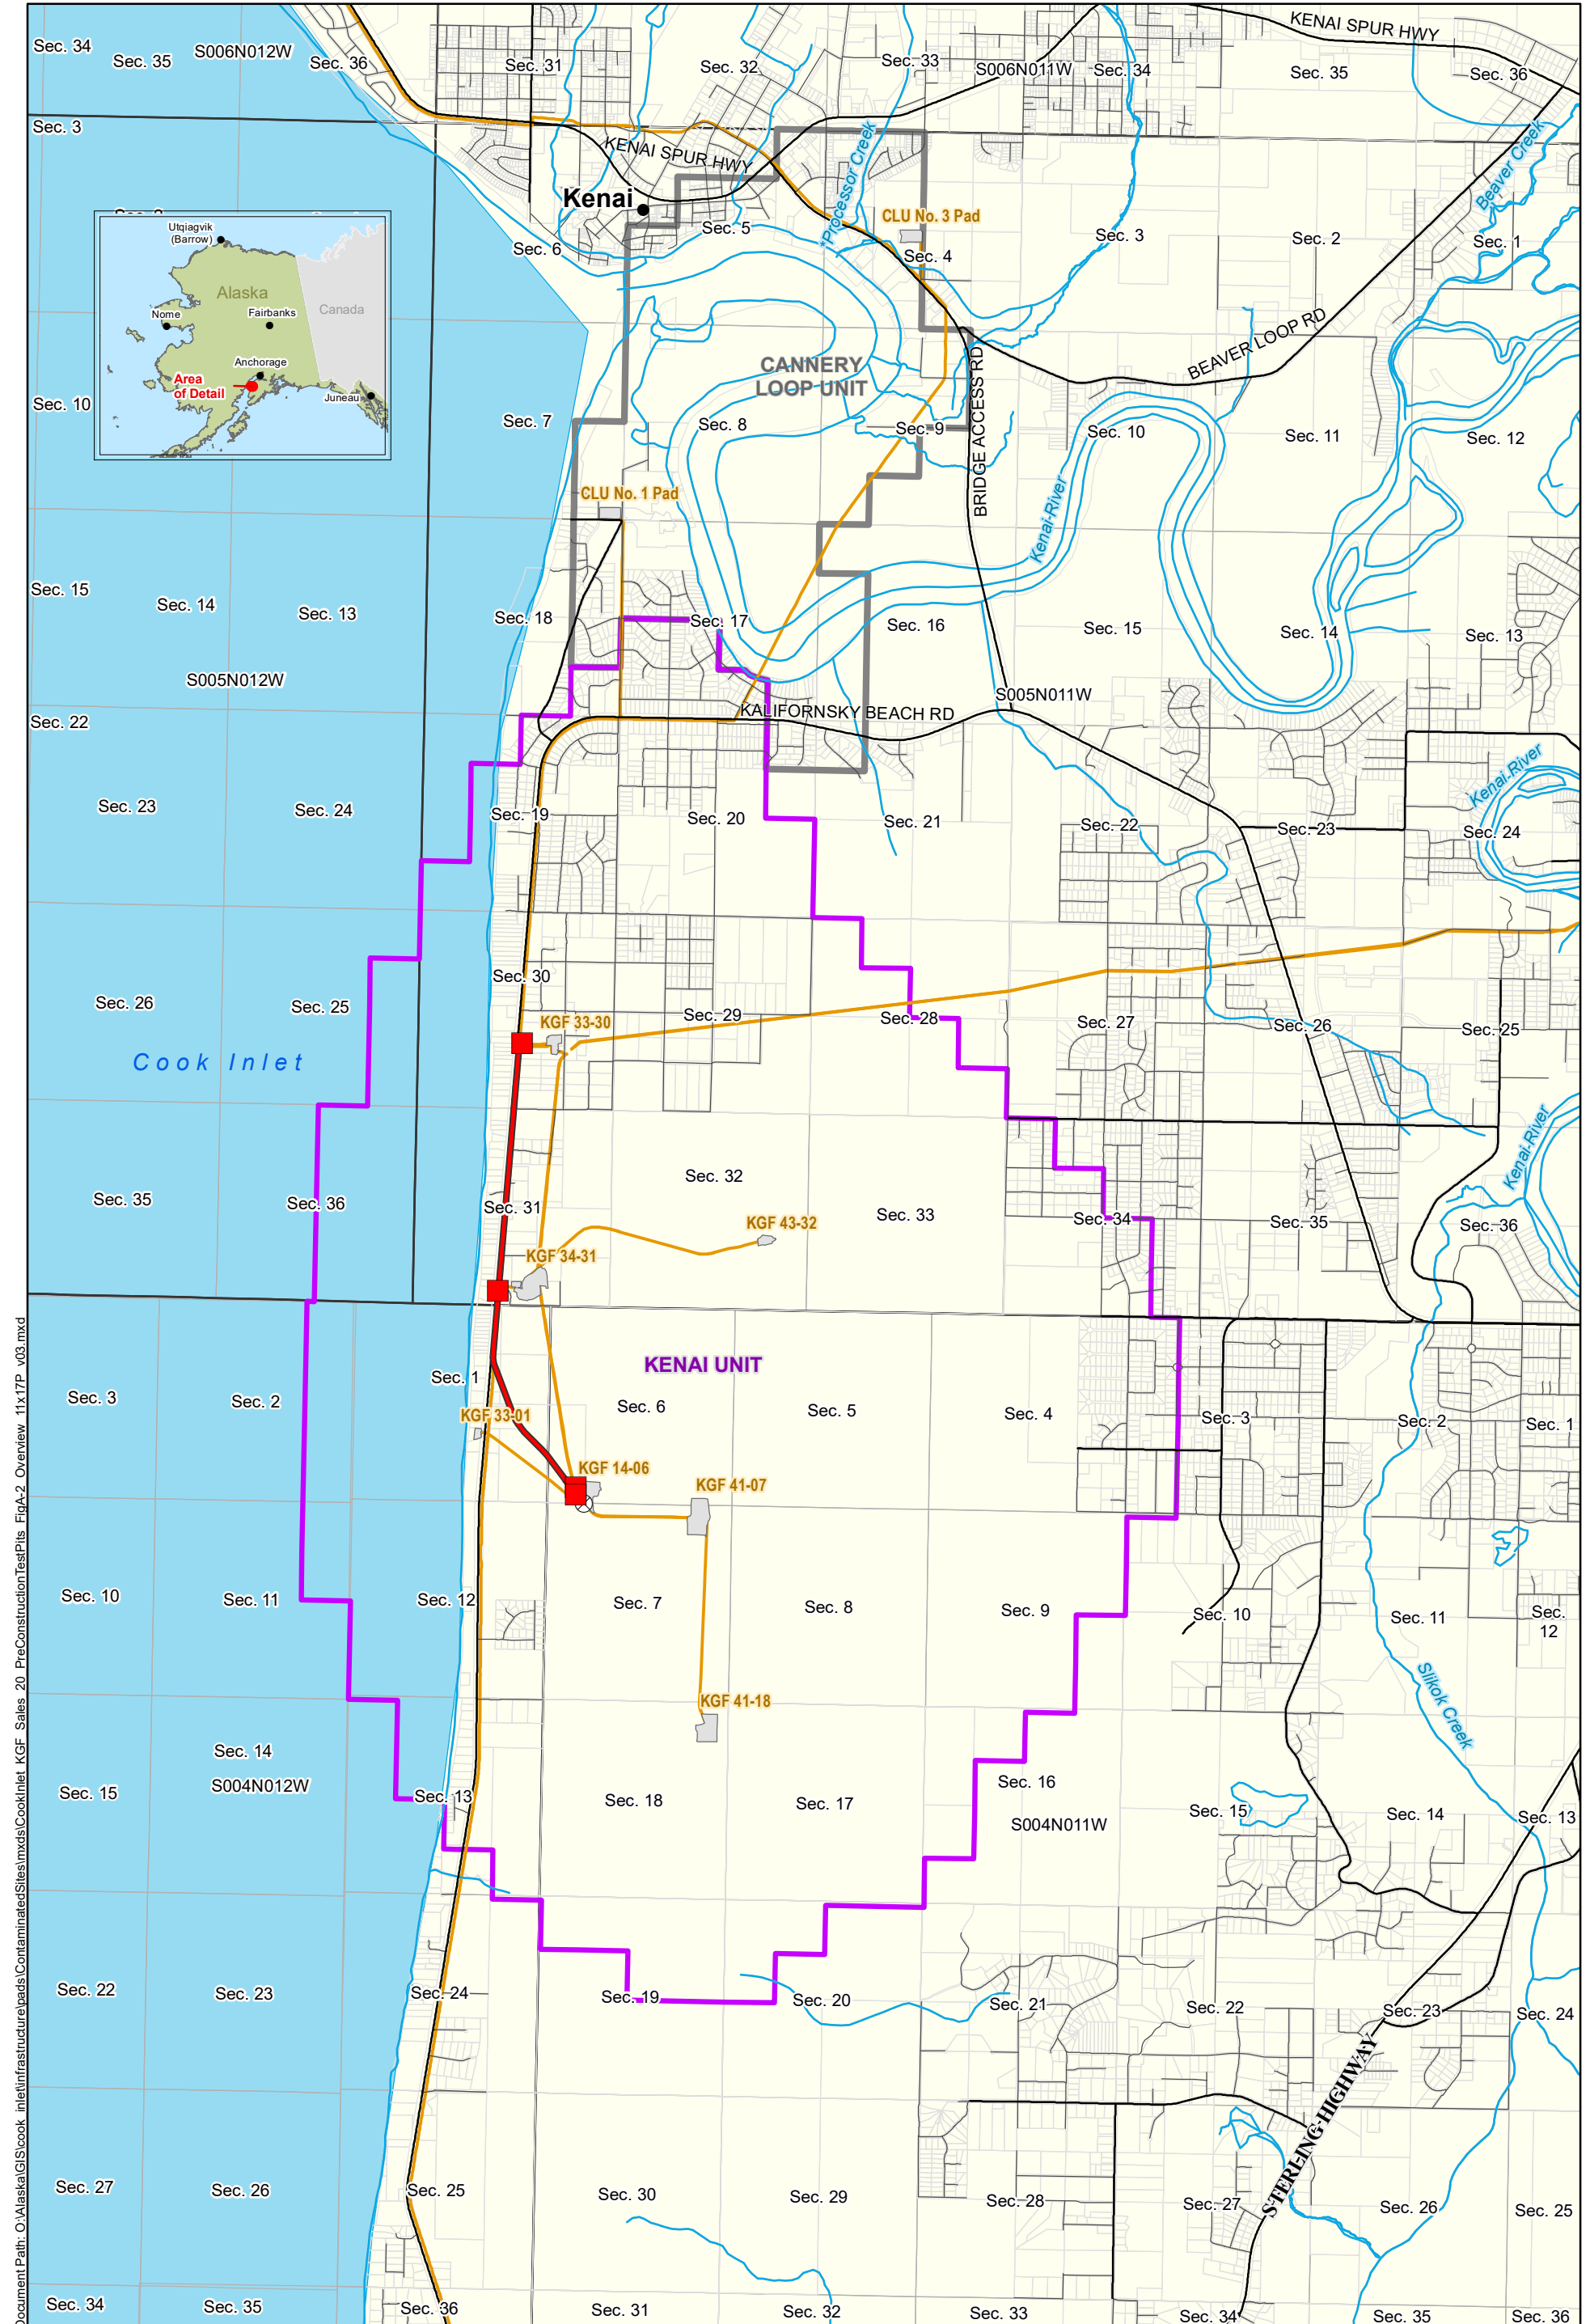 Sec. 34
Sec. 35
S006N012W
Sec. 36
Sec. 31
Sec. 32
Sec. 33
S006N011W
Sec. 34
KENAI SPUR HWY
Sec. 35
Sec. 36
Sec. 3
KENAI SPUR HWY
*Processor Creek
Beaver Creek
Kenai
CLU No. 3 Pad
Sec. 6
Sec. 5
Sec. 4
Sec. 3
Sec. 2
Sec. 1
Utqiagvik
(Barrow)
Alaska
Canada
Nome
Fairbanks
Anchorage
Area
of Detail
Juneau
CANNERY
LOOP UNIT
BRIDGE ACCESS RD
BEAVER LOOP RD
Sec. 10
Sec. 7
Sec. 8
Sec. 9
Sec. 10
Sec. 11
Sec. 12
CLU No. 1 Pad
Kenai-River
Sec. 15
Sec. 14
Sec. 13
Sec. 18
Sec. 17
Sec. 16
Sec. 15
Sec. 14
Sec. 13
S005N012W
S005N011W
Sec. 22
KALIFORNSKY BEACH RD
Kenai-River
Sec. 23
Sec. 24
Sec. 19
Sec. 20
Sec. 21
Sec. 22
Sec. 23
Sec. 24
Sec. 26
Sec. 25
Sec. 30
Sec. 29
Sec. 28
Sec. 27
Sec. 26
Sec. 25
KGF 33-30
Cook Inlet
Kenai-River
Sec. 35
Sec. 36
Sec. 31
Sec. 32
Sec. 33
Sec. 34
Sec. 35
Sec. 36
KGF 43-32
KGF 34-31
KENAI UNIT
Sec. 3
Sec. 2
Sec. 1
Sec. 6
Sec. 5
Sec. 4
Sec. 3
Sec. 2
Sec. 1
KGF 33-01
KGF 14-06
KGF 41-07
Sec. 10
Sec. 11
Sec. 12
Sec. 7
Sec. 8
Sec. 9
Sec. 10
Sec. 11
Sec.
12
Slikok Creek
KGF 41-18
Sec. 14
S004N012W
Sec. 15
Sec. 13
Sec. 18
Sec. 17
Sec. 16
S004N011W
Sec. 15
Sec. 14
Sec. 13
Sec. 22
Sec. 23
Sec. 24
Sec. 19
Sec. 20
Sec. 21
Sec. 22
Sec. 23
Sec. 24
STERLING HIGHWAY
Sec. 27
Sec. 26
Sec. 25
Sec. 30
Sec. 29
Sec. 28
Sec. 27
Sec. 26
Sec. 25
Sec. 34
Sec. 35
Sec. 36
Sec. 31
Sec. 32
Sec. 33
Sec. 34
Sec. 35
Sec. 36
Document Path: O:\Alaska\GIS\cook_inlet\infrastructure\pads\ContaminatedSites\mxds\CookInlet_KGF_Sales_20_PreConstructionTestPits_FigA-2_Overview_11x17P_v03.mxd